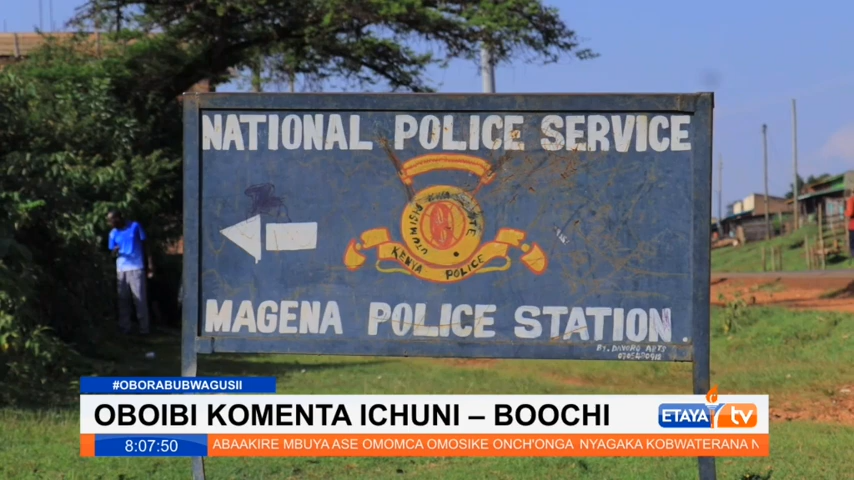 NATIONAL POLICE SERVICE
UTUMISHI KWA WOTE
KENYA POLICE
MAGENA POLICE STATION
#OBORABUBWAGUSII
OBOIBI KOMENTA ICHUNI – BOOCHI
ETAYA tv
8:07:50
ABAAKIRE MBUYA ASE OMOMCA OMOSIKE ONCH'ONGA NYAGAKA KOBWATERANA N